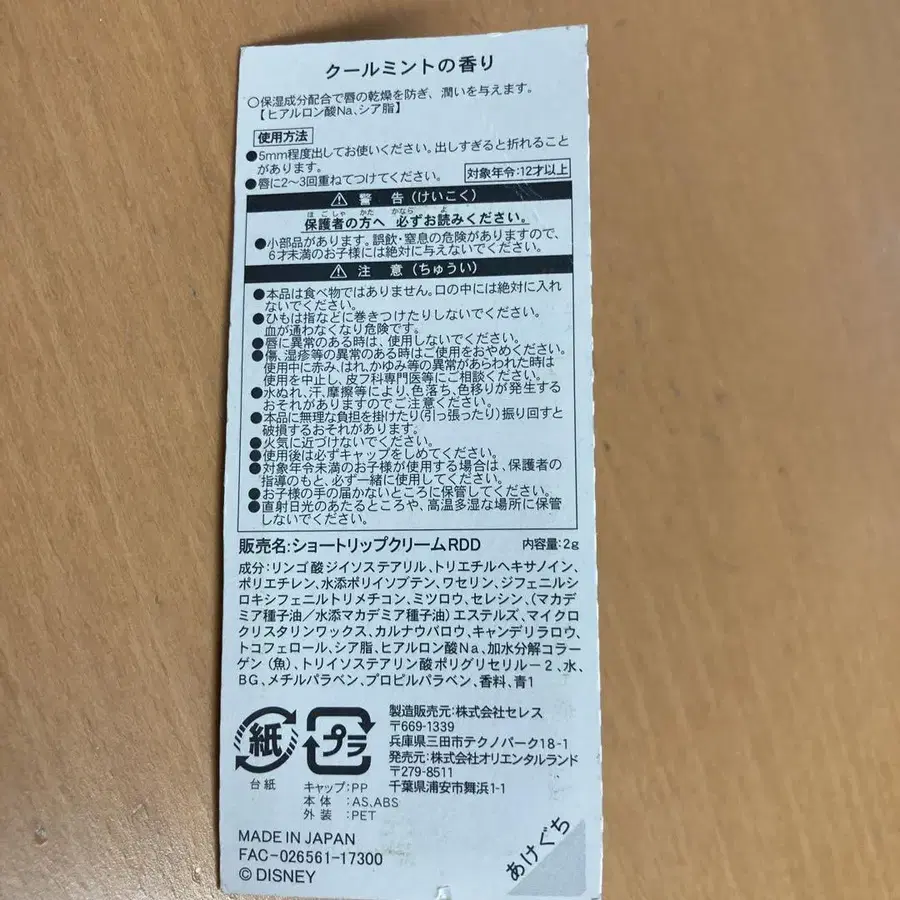 クールミントの香り
○保湿成分配合で唇の乾燥を防ぎ、潤いを与えます。
【ヒアルロン酸Na、シア脂】
使用方法
●5mm程度出してお使いください。出しすぎると折れること
があります。
●唇に2〜3回重ねてつけてください。
対象年令:12才以上
⚠ 警 告 (けいこく)
保護者の方へ 必ずお読みください。
ほごしゃ かた かなら よ
●小部品があります。誤飲・窒息の危険がありますので、
6才未満のお子様には絶対に与えないでください。
⚠ 注 意 (ちゅうい)
●本品は食べ物ではありません。口の中には絶対に入れ
ないでください。
●ひもは指などに巻きつけたりしないでください。
血が通わなくなり危険です。
●唇に異常のある時は、使用しないでください。
●傷、湿疹等の異常のある時はご使用をおやめください。
使用中に赤み、はれ、かゆみ等の異常があらわれた時は
使用を中止し、皮フ科専門医等にご相談ください。
●水ぬれ、汗、摩擦等により、色落ち、色移りが発生する
おそれがありますのでご注意ください。
●本品に無理な負担を掛けたり(引っ張ったり)振り回すと
破損するおそれがあります。
●火気に近づけないでください。
●使用後は必ずキャップをしめてください。
●対象年令未満のお子様が使用する場合は、保護者の
指導のもと、必ず一緒に使用してください。
●お子様の手の届かないところに保管してください。
●直射日光のあたるところや、高温多湿な場所に保管
しないでください。
販売名:ショートリップクリームRDD 内容量:2g
成分:リンゴ酸ジイソステアリル、トリエチルヘキサノイン、
ポリエチレン、水添ポリイソブテン、ワセリン、ジフェニルシ
ロキシフェニルトリメチコン、ミツロウ、セレシン、(マカデ
ミア種子油/水添マカデミア種子油)エステルズ、マイクロ
クリスタリンワックス、カルナウバロウ、キャンデリラロウ、
トコフェロール、シア脂、ヒアルロン酸Na、加水分解コラー
ゲン(魚)、トリイソステアリン酸ポリグリセリル−2、水、
BG、メチルパラベン、プロピルパラベン、香料、青1
紙
台紙
プラ
キャップ:PP
本体 :AS,ABS
外装 :PET
製造販売元:株式会社セレス
〒669-1339
兵庫県三田市テクノパーク18-1
発売元:株式会社オリエンタルランド
〒279-8511
千葉県浦安市舞浜1-1
MADE IN JAPAN
FAC-026561-17300
© DISNEY
あけぐち